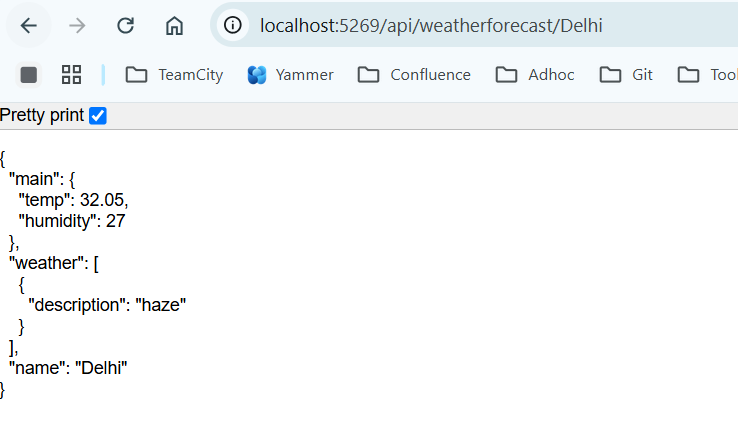 localhost:5269/api/weatherforecast/Delhi
TeamCity Yammer Confluence Adhoc Git
Pretty print
{
  "main": {
    "temp": 32.05,
    "humidity": 27
  },
  "weather": [
    {
      "description": "haze"
    }
  ],
  "name": "Delhi"
}